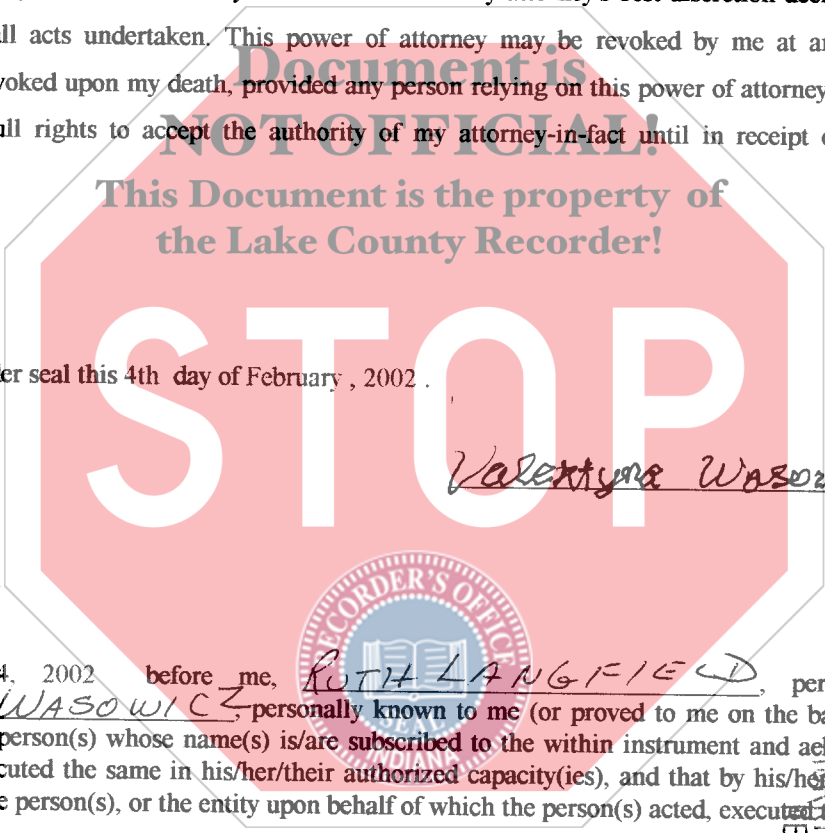 ll acts undertaken. This power of attorney may be revoked by me at a
Document is
voked upon my death, provided any person relying on this power of attorney
ull rights to accept the authority of my attorney-in-fact until in receipt
NOT OFFICIAL!
This Document is the property of
the Lake County Recorder!
STOP
er seal this 4th day of February , 2002 .
Valentyna
RECORDER'S OFFICE
SEAL
INDIANA
4, 2002 before me, RUTH LANGFIELD, per
WASOWICZ, personally known to me (or proved to me on the ba
person(s) whose name(s) is/are subscribed to the within instrument and
cuted the same in his/her/their authorized capacity(ies), and that by his/her
e person(s), or the entity upon behalf of which the person(s) acted, executed